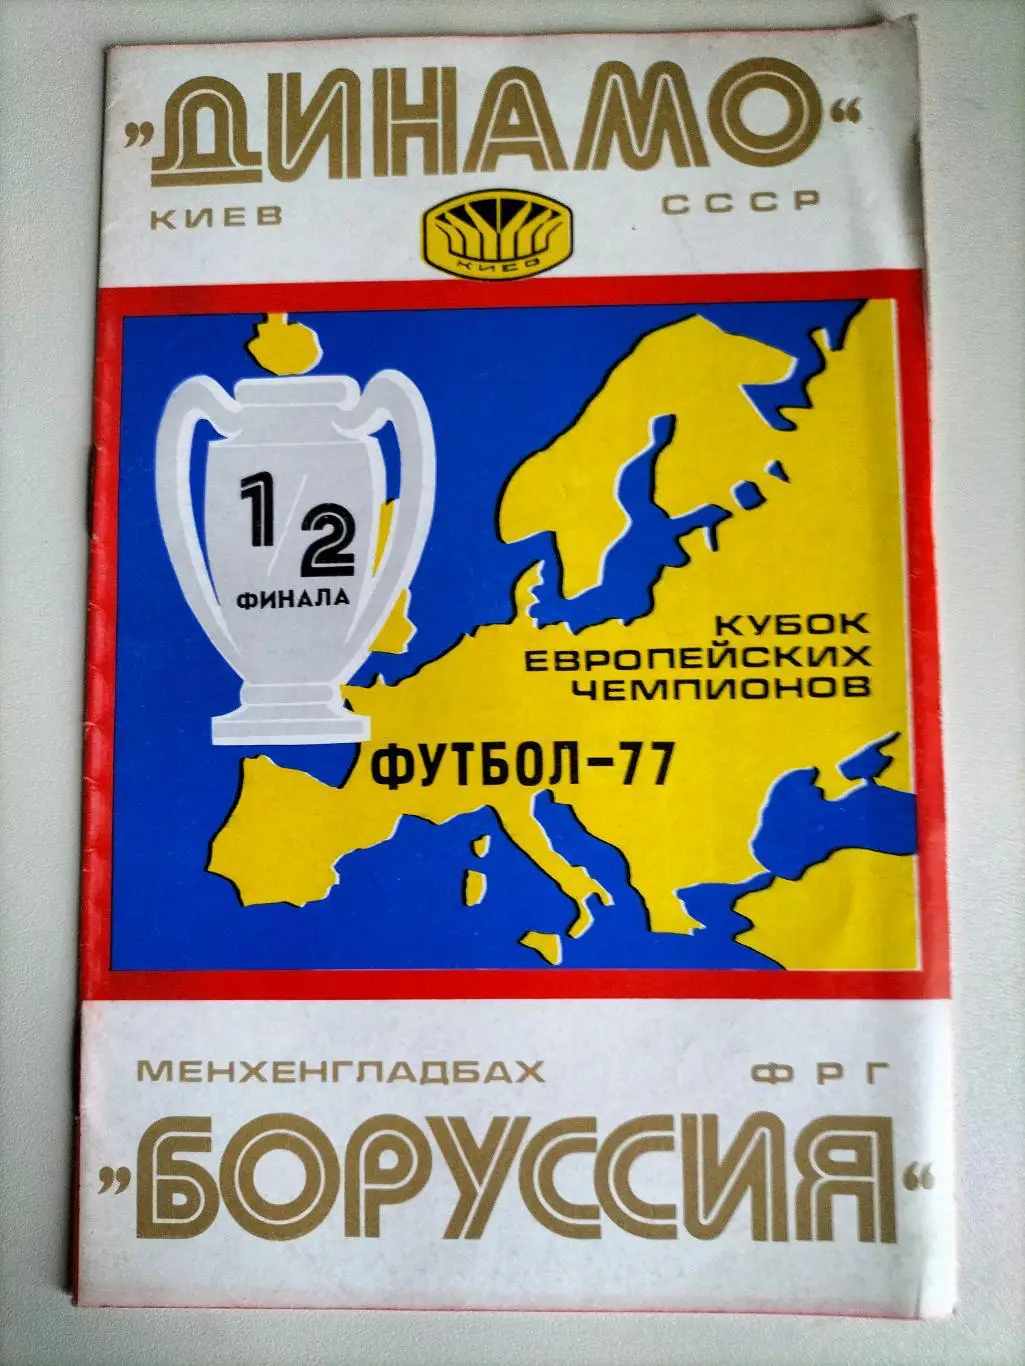 „ДИНАМО“
КИЕВ СССР
КИЕВ
1/2
ФИНАЛА
КУБОК
ЕВРОПЕЙСКИХ
ЧЕМПИОНОВ
ФУТБОЛ-77
МЕНХЕНГЛАДБАХ ФРГ
„БОРУССИЯ“